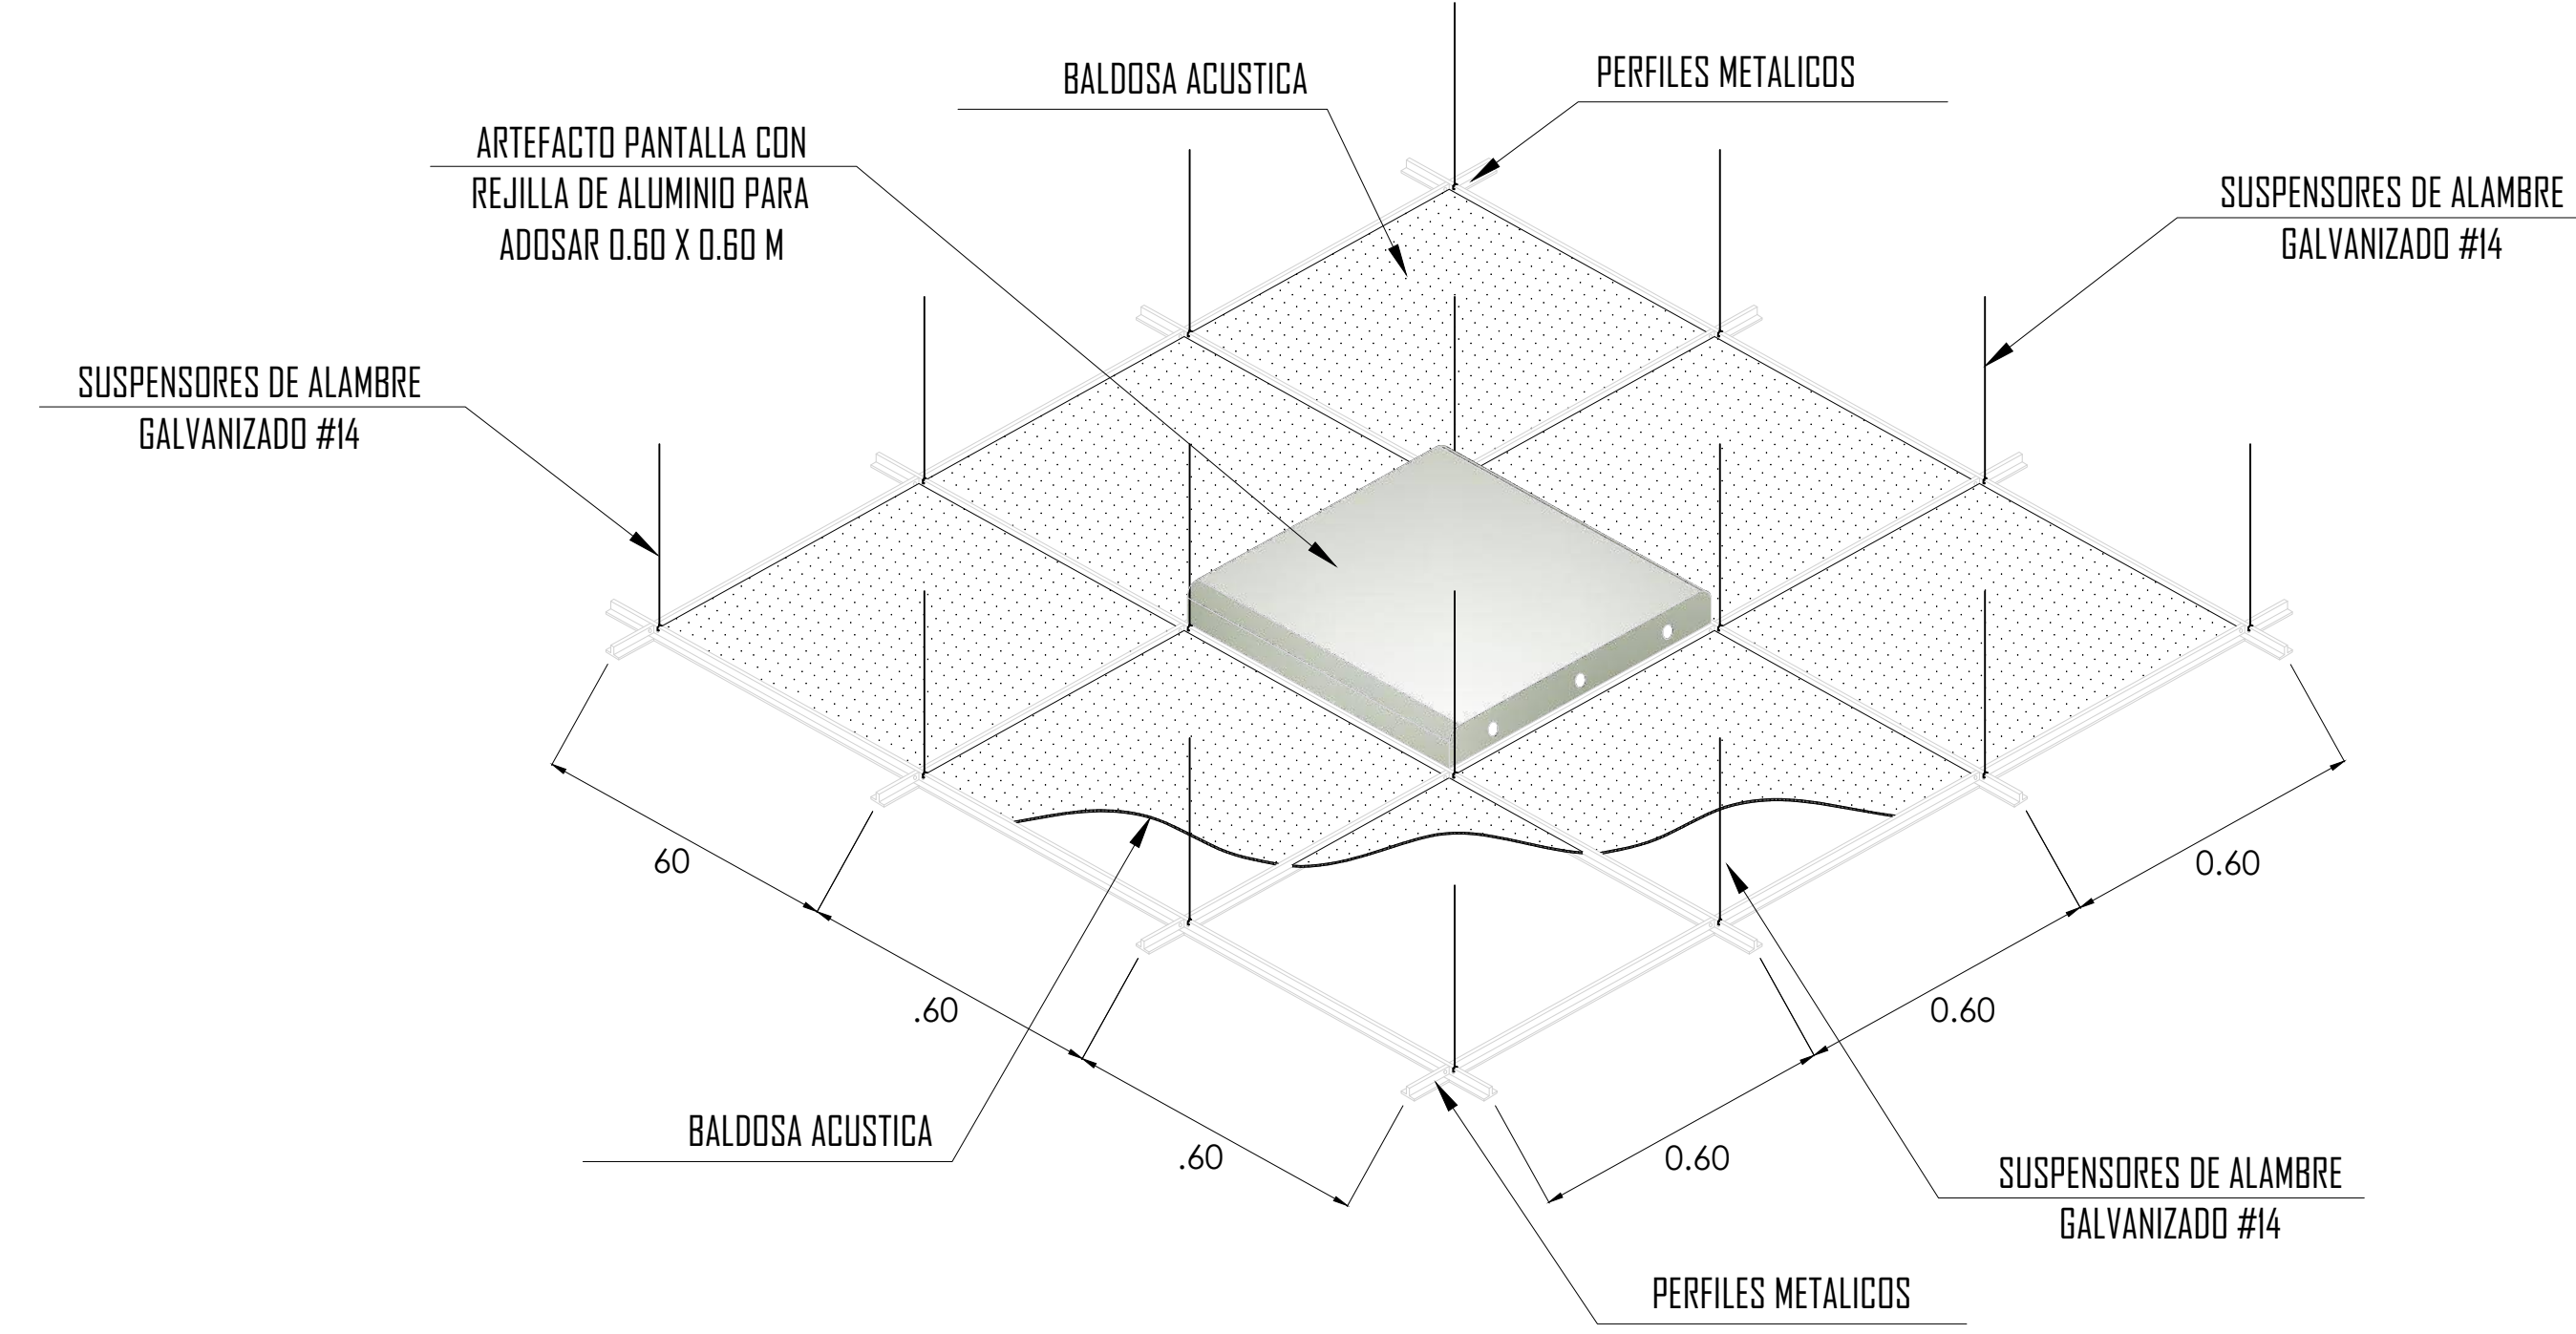 BALDOSA ACUSTICA
PERFILES METALICOS
ARTEFACTO PANTALLA CON
REJILLA DE ALUMINIO PARA
ADOSAR 0.60 X 0.60 M
SUSPENSORES DE ALAMBRE
GALVANIZADO #14
SUSPENSORES DE ALAMBRE
GALVANIZADO #14
60
.60
.60
0.60
0.60
0.60
BALDOSA ACUSTICA
SUSPENSORES DE ALAMBRE
GALVANIZADO #14
PERFILES METALICOS